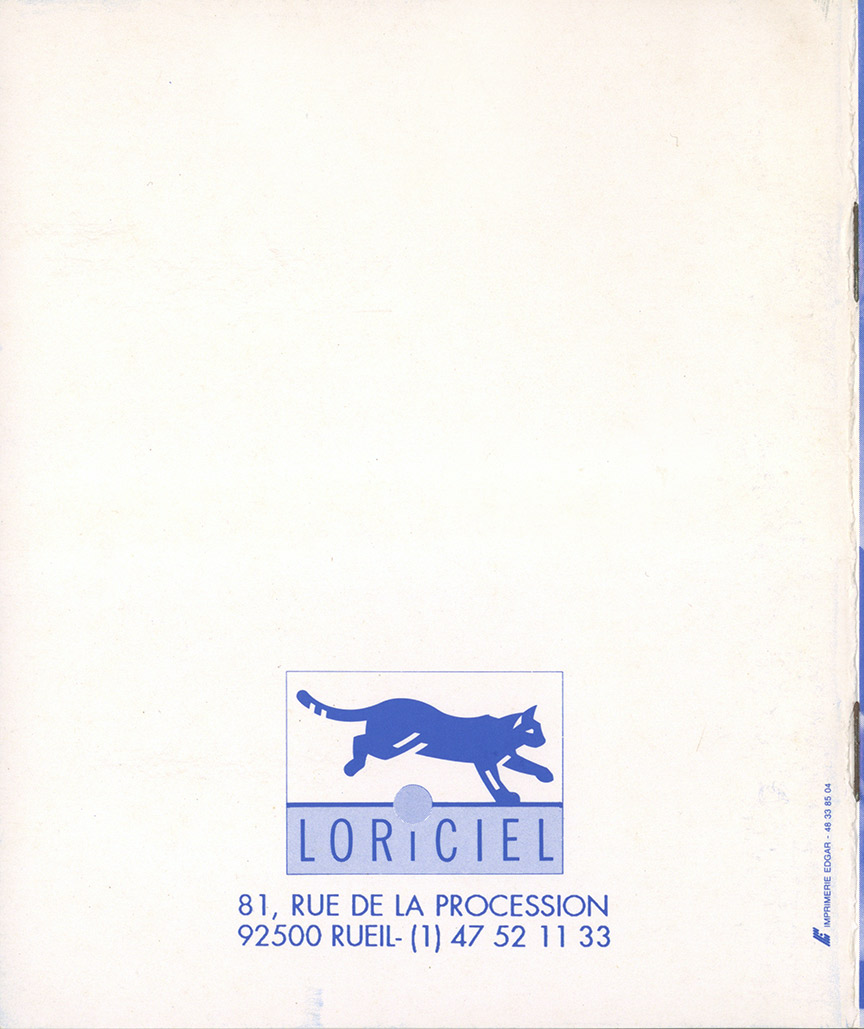 LORiCIEL
81, RUE DE LA PROCESSION
92500 RUEIL- (1) 47 52 11 33
IMPRIMERIE EDGAR - 48 33 85 04